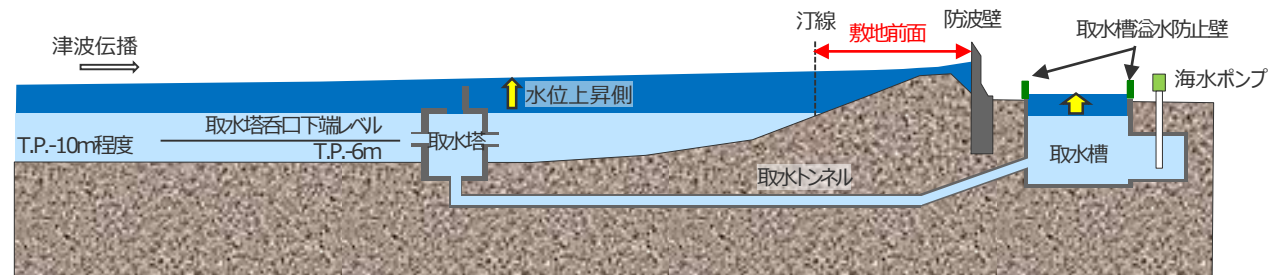 汀線
防波壁
敷地前面
取水槽溢水防止壁
津波伝播
海水ポンプ
水位上昇側
取水塔呑口下端レベル
T.P.-10m程度
T.P.-6m
取水塔
取水槽
取水トンネル